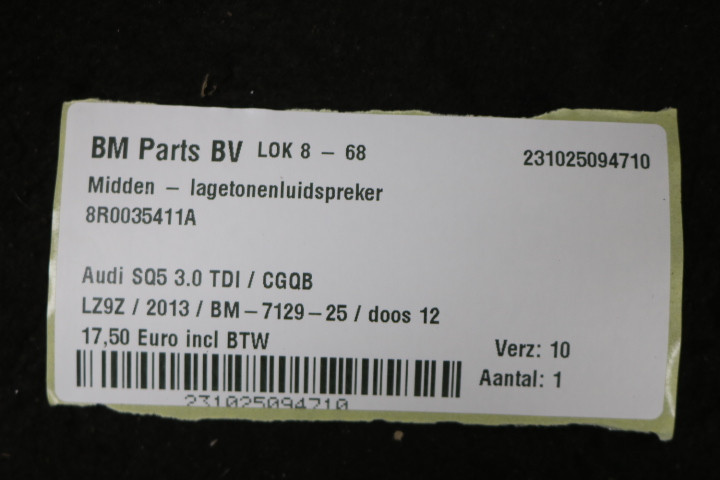 BM Parts BV LOK 8 - 68 231025094710
Midden - lagetonenluidspreker
8R0035411A
Audi SQ5 3.0 TDI / CGQB
LZ9Z / 2013 / BM-7129-25 / doos 12
17,50 Euro incl BTW
Verz: 10
Aantal: 1
231025094710